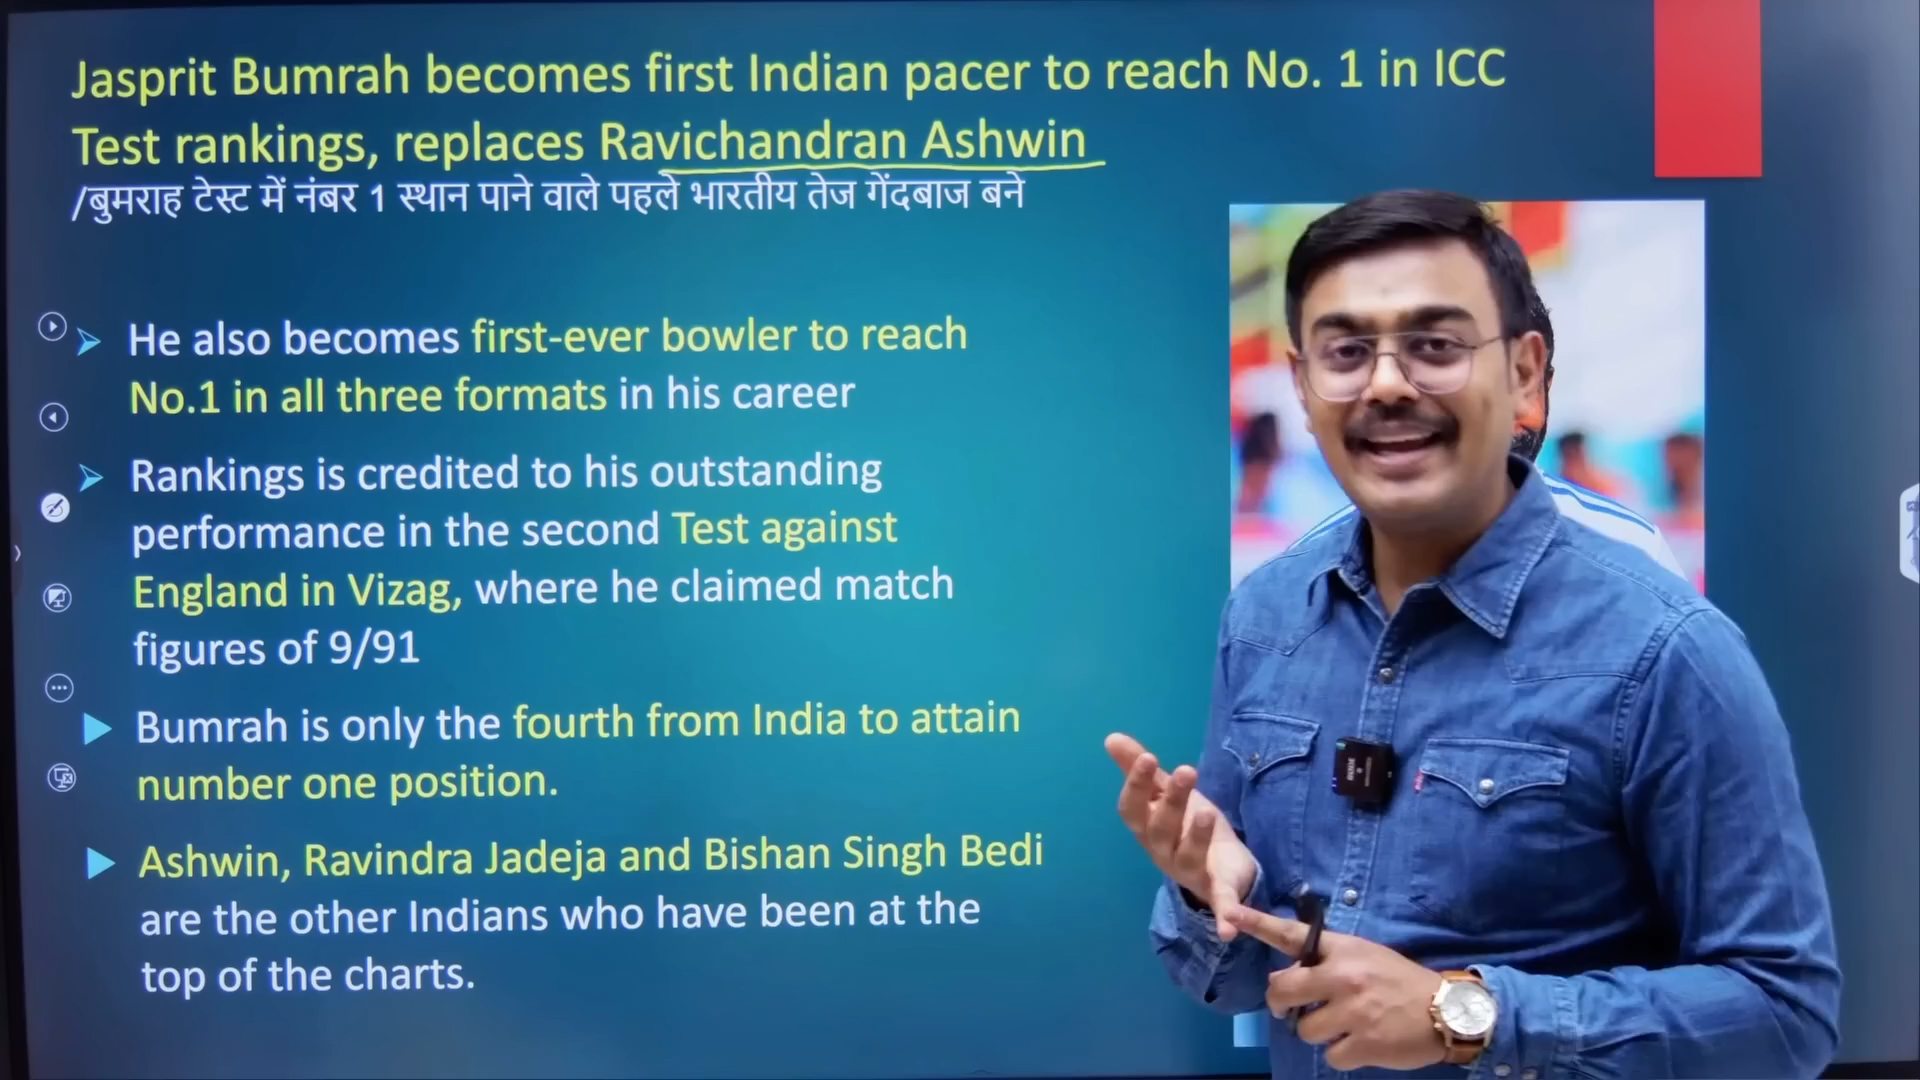 Jasprit Bumrah becomes first Indian pacer to reach No. 1 in ICC
Test rankings, replaces Ravichandran Ashwin
/बुमराह टेस्ट में नंबर 1 स्थान पाने वाले पहले भारतीय तेज गेंदबाज बने
He also becomes first-ever bowler to reach
No.1 in all three formats in his career
Rankings is credited to his outstanding
performance in the second Test against
England in Vizag, where he claimed match
figures of 9/91
Bumrah is only the fourth from India to attain
number one position.
Ashwin, Ravindra Jadeja and Bishan Singh Bedi
are the other Indians who have been at the
top of the charts.